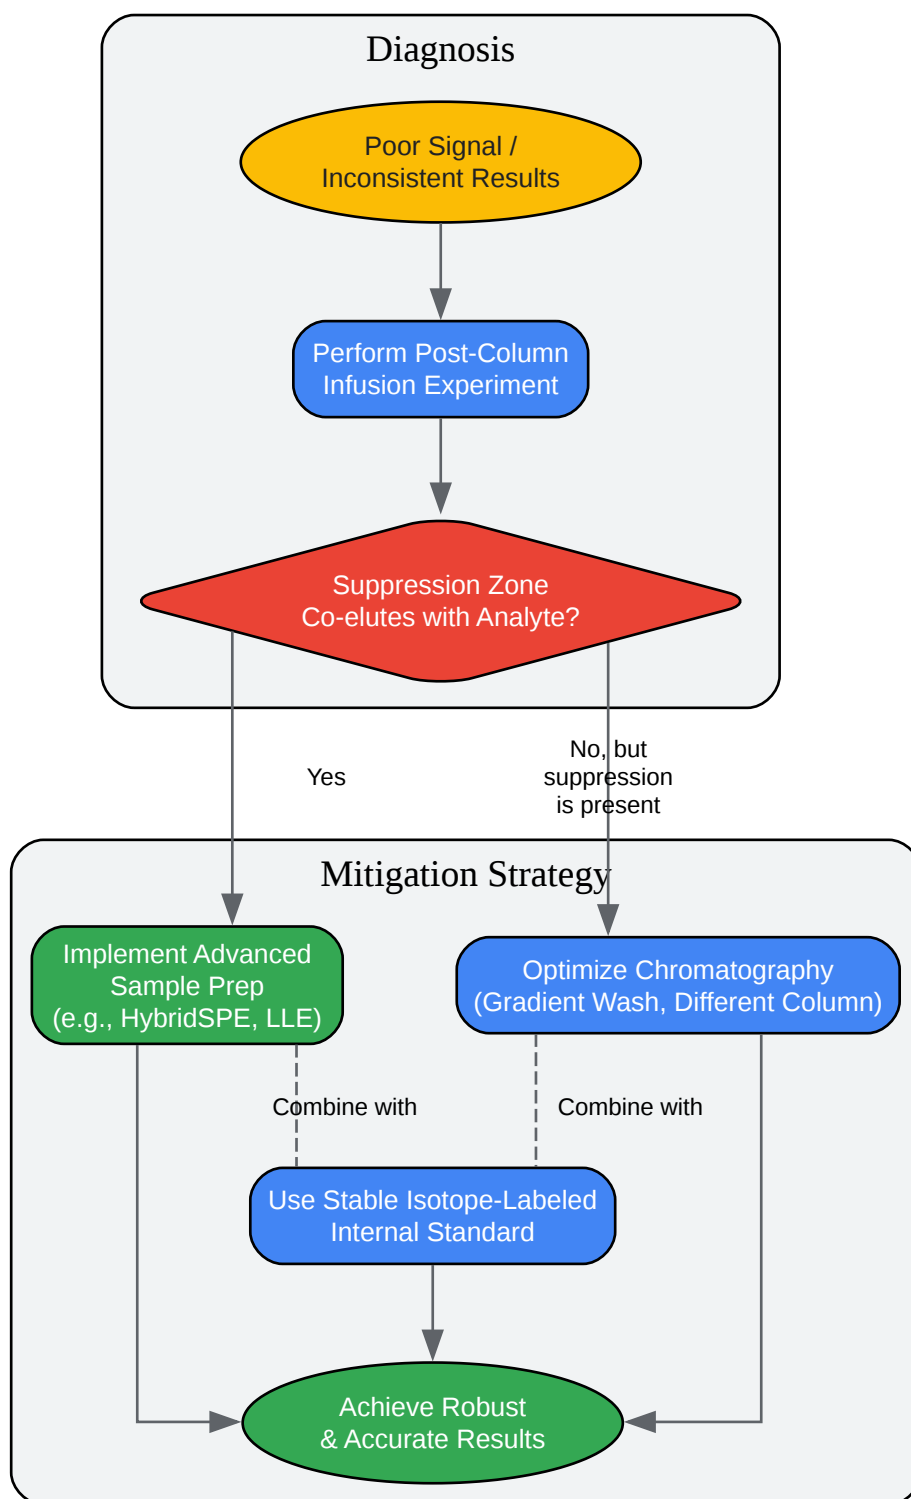 Diagnosis
Poor Signal /
Inconsistent Results
Perform Post-Column
Infusion Experiment
Suppression Zone
Co-elutes with Analyte?
Yes
No, but
suppression
is present
Mitigation Strategy
Implement Advanced
Sample Prep
(e.g., HybridSPE, LLE)
Optimize Chromatography
(Gradient Wash, Different Column)
Combine with
Combine with
Use Stable Isotope-Labeled
Internal Standard
Achieve Robust
& Accurate Results